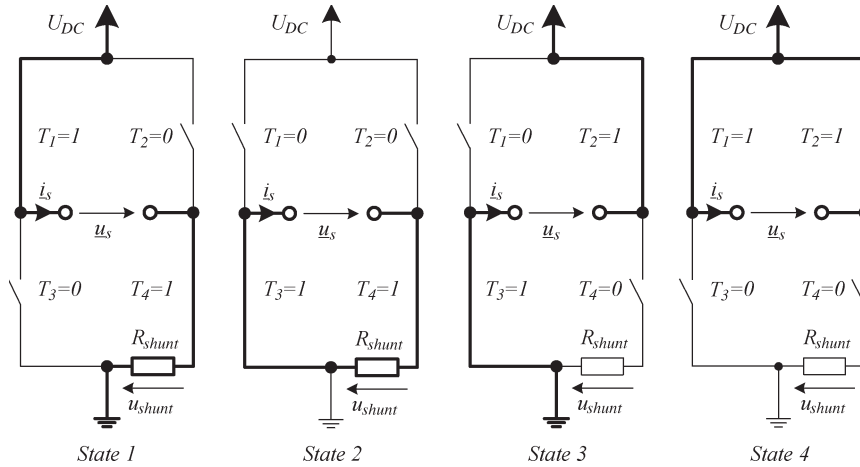 U_DC U_DC U_DC U_DC
T_1=1 T_2=0 T_1=0 T_2=0 T_1=0 T_2=1 T_1=1 T_2=1
i_s i_s i_s i_s
u_s u_s u_s u_s
T_3=0 T_4=1 T_3=1 T_4=1 T_3=1 T_4=0 T_3=0 T_4=0
R_shunt R_shunt R_shunt R_shunt
u_shunt u_shunt u_shunt u_shunt
State 1 State 2 State 3 State 4